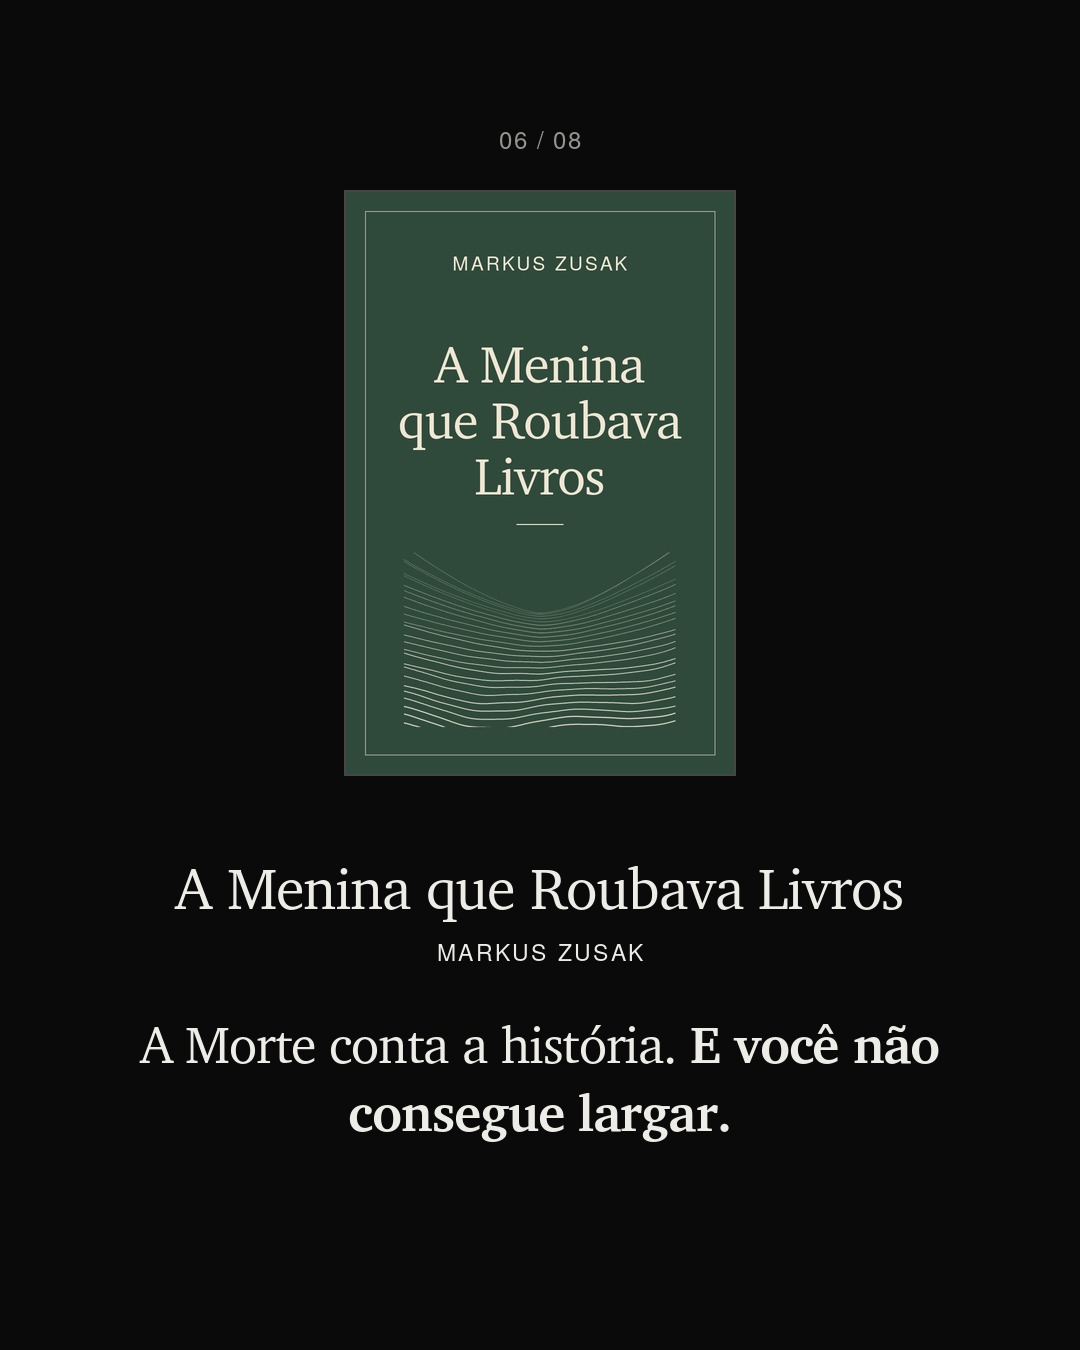 06 / 08
MARKUS ZUSAK
A Menina
que Roubava
Livros
A Menina que Roubava Livros
MARKUS ZUSAK
A Morte conta a história. E você não
consegue largar.